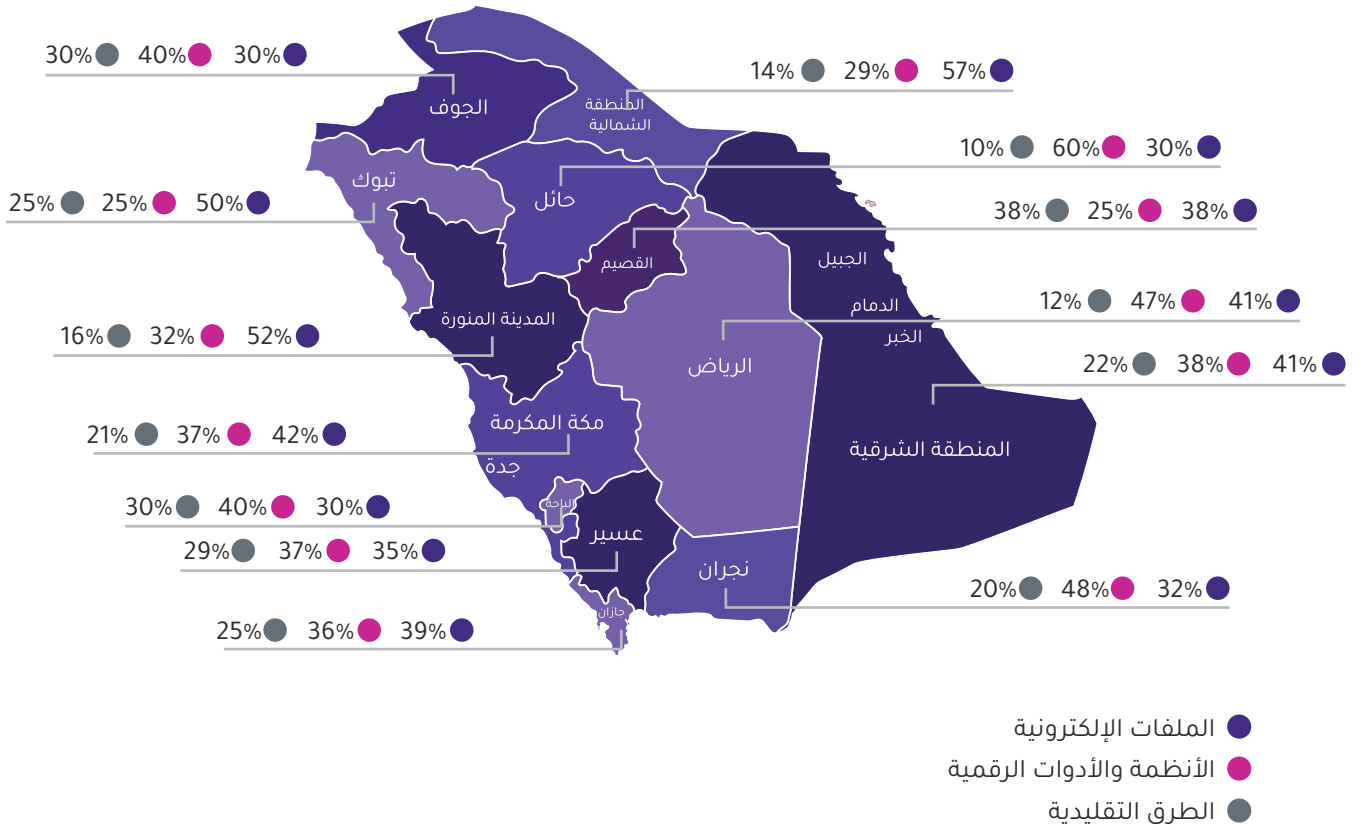 30% 40% 30%
الجوف
14% 29% 57%
المنطقة
الشمالية
10% 60% 30%
حائل
25% 25% 50%
تبوك
38% 25% 38%
القصيم
الجبيل
الدمام
الخبر
12% 47% 41%
الرياض
16% 32% 52%
المدينة المنورة
22% 38% 41%
المنطقة الشرقية
21% 37% 42%
مكة المكرمة
جدة
30% 40% 30%
الباحة
29% 37% 35%
عسير
20% 48% 32%
نجران
25% 36% 39%
جازان
الملفات الإلكترونية
الأنظمة والأدوات الرقمية
الطرق التقليدية